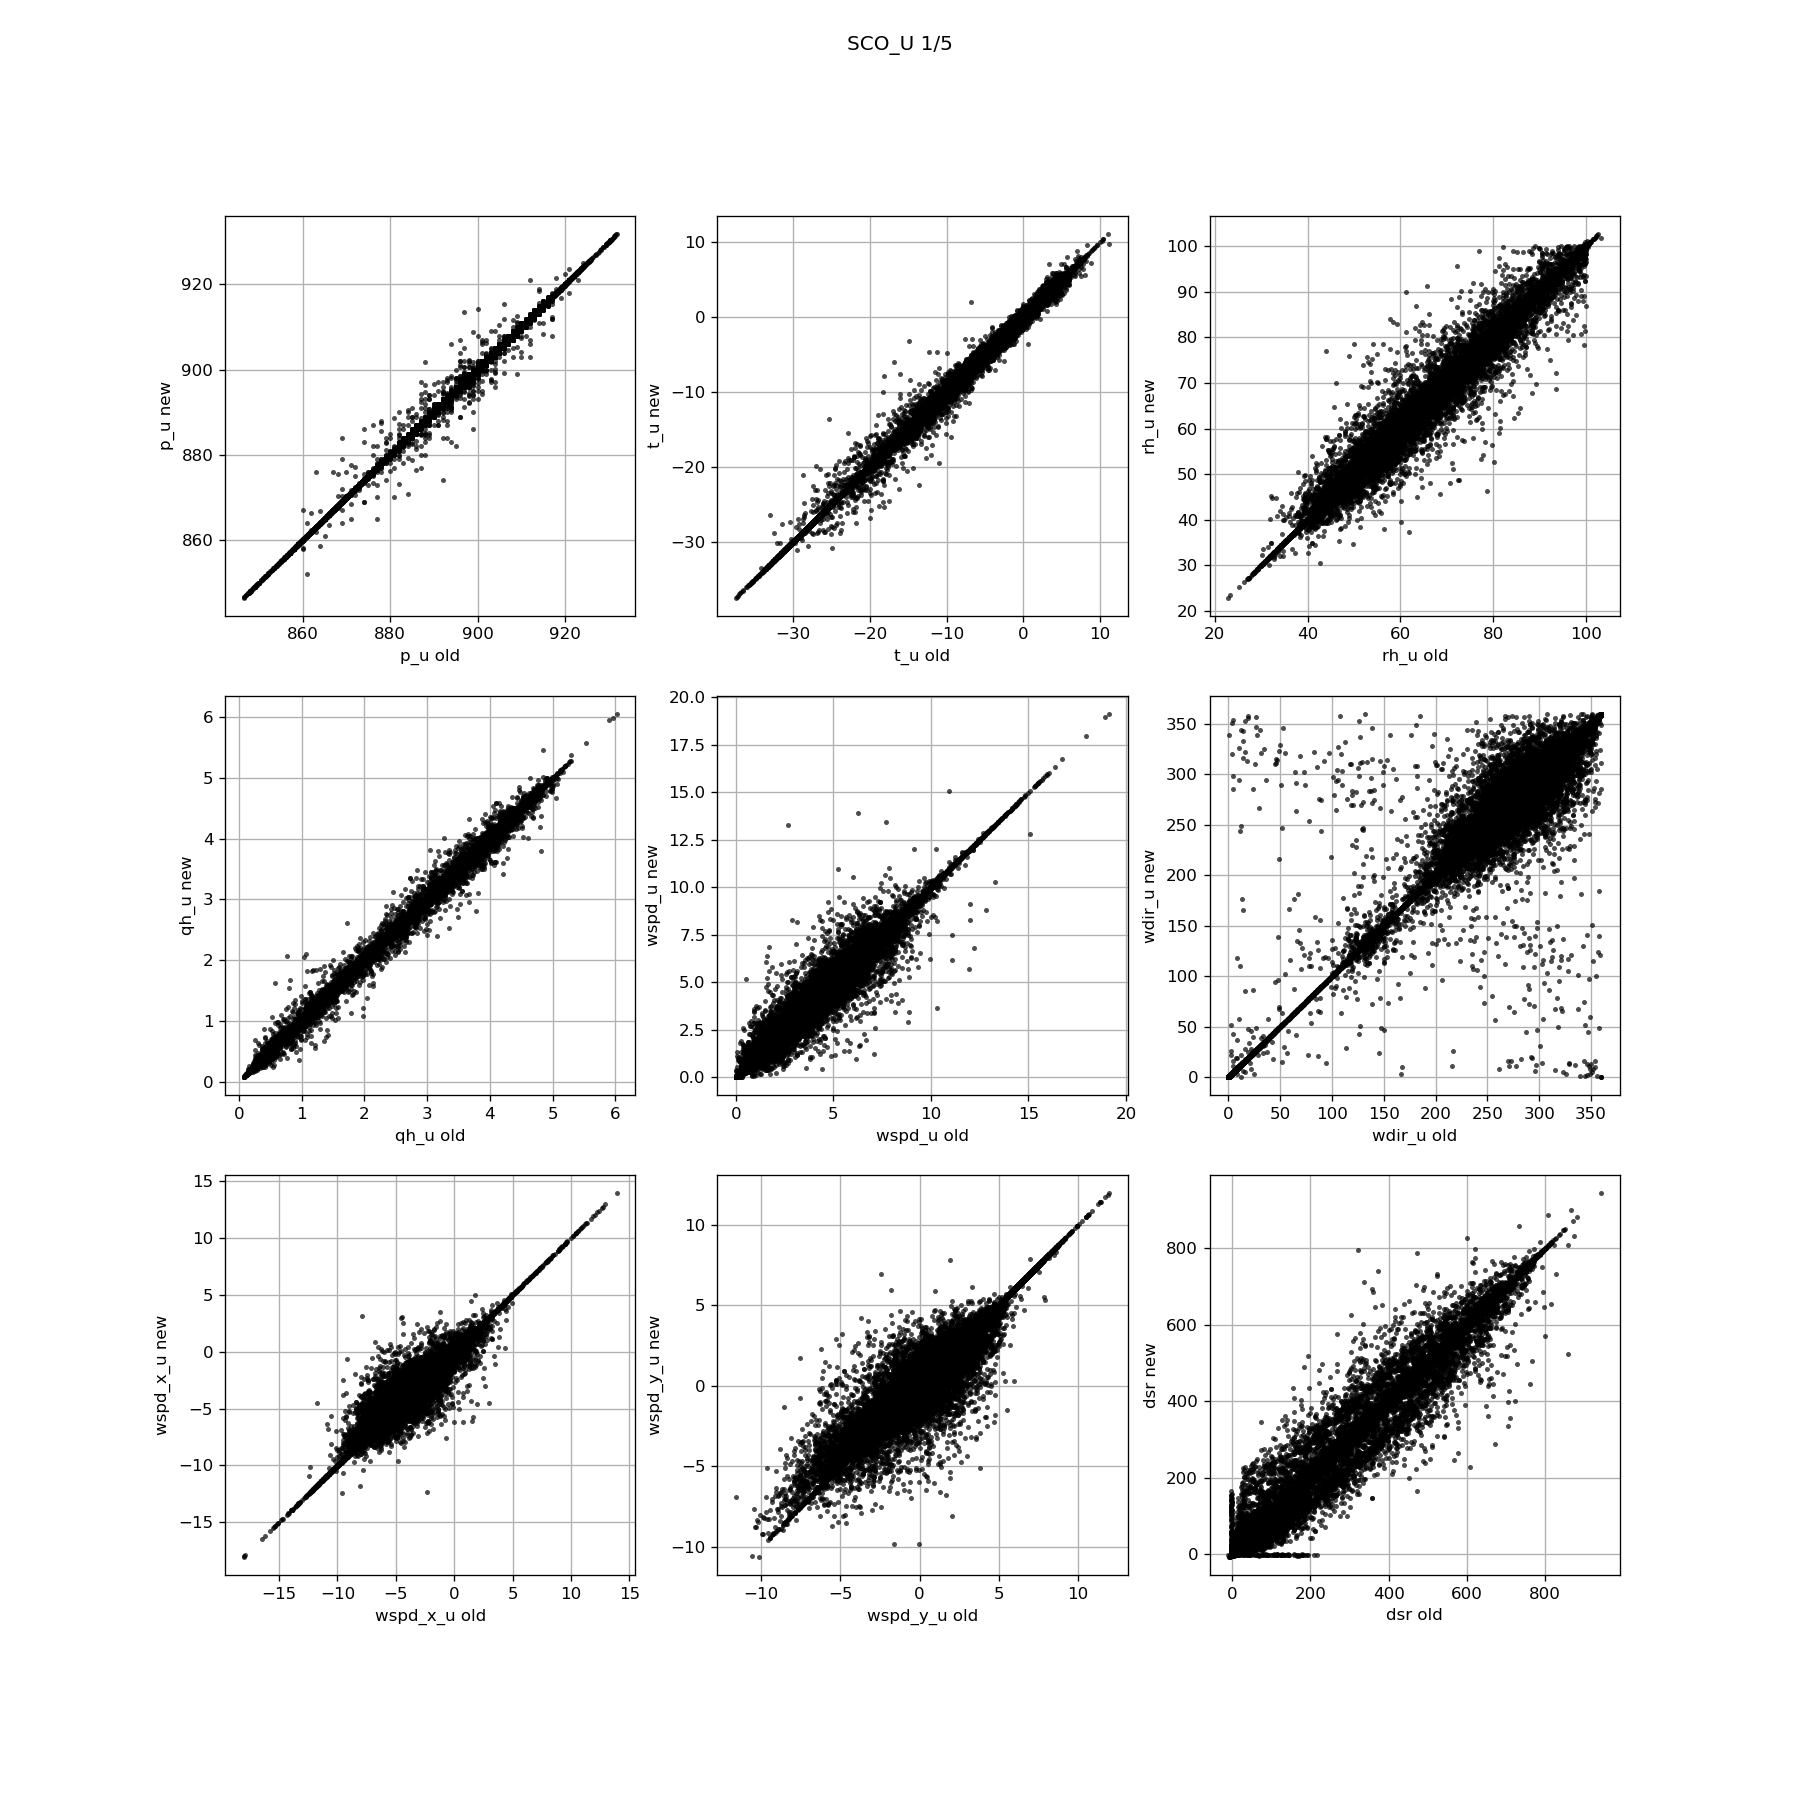 SCO_U 1/5
920
900
880
860
p_u new
860 880 900 920
p_u old
10
0
−10
−20
−30
t_u new
−30 −20 −10 0 10
t_u old
100
90
80
70
60
50
40
30
20
rh_u new
20 40 60 80 100
rh_u old
6
5
4
3
2
1
0
qh_u new
0 1 2 3 4 5 6
qh_u old
20.0
17.5
15.0
12.5
10.0
7.5
5.0
2.5
0.0
wspd_u new
0 5 10 15 20
wspd_u old
350
300
250
200
150
100
50
0
wdir_u new
0 50 100 150 200 250 300 350
wdir_u old
15
10
5
0
−5
−10
−15
wspd_x_u new
−15 −10 −5 0 5 10 15
wspd_x_u old
10
5
0
−5
−10
wspd_y_u new
−10 −5 0 5 10
wspd_y_u old
800
600
400
200
0
dsr new
0 200 400 600 800
dsr old